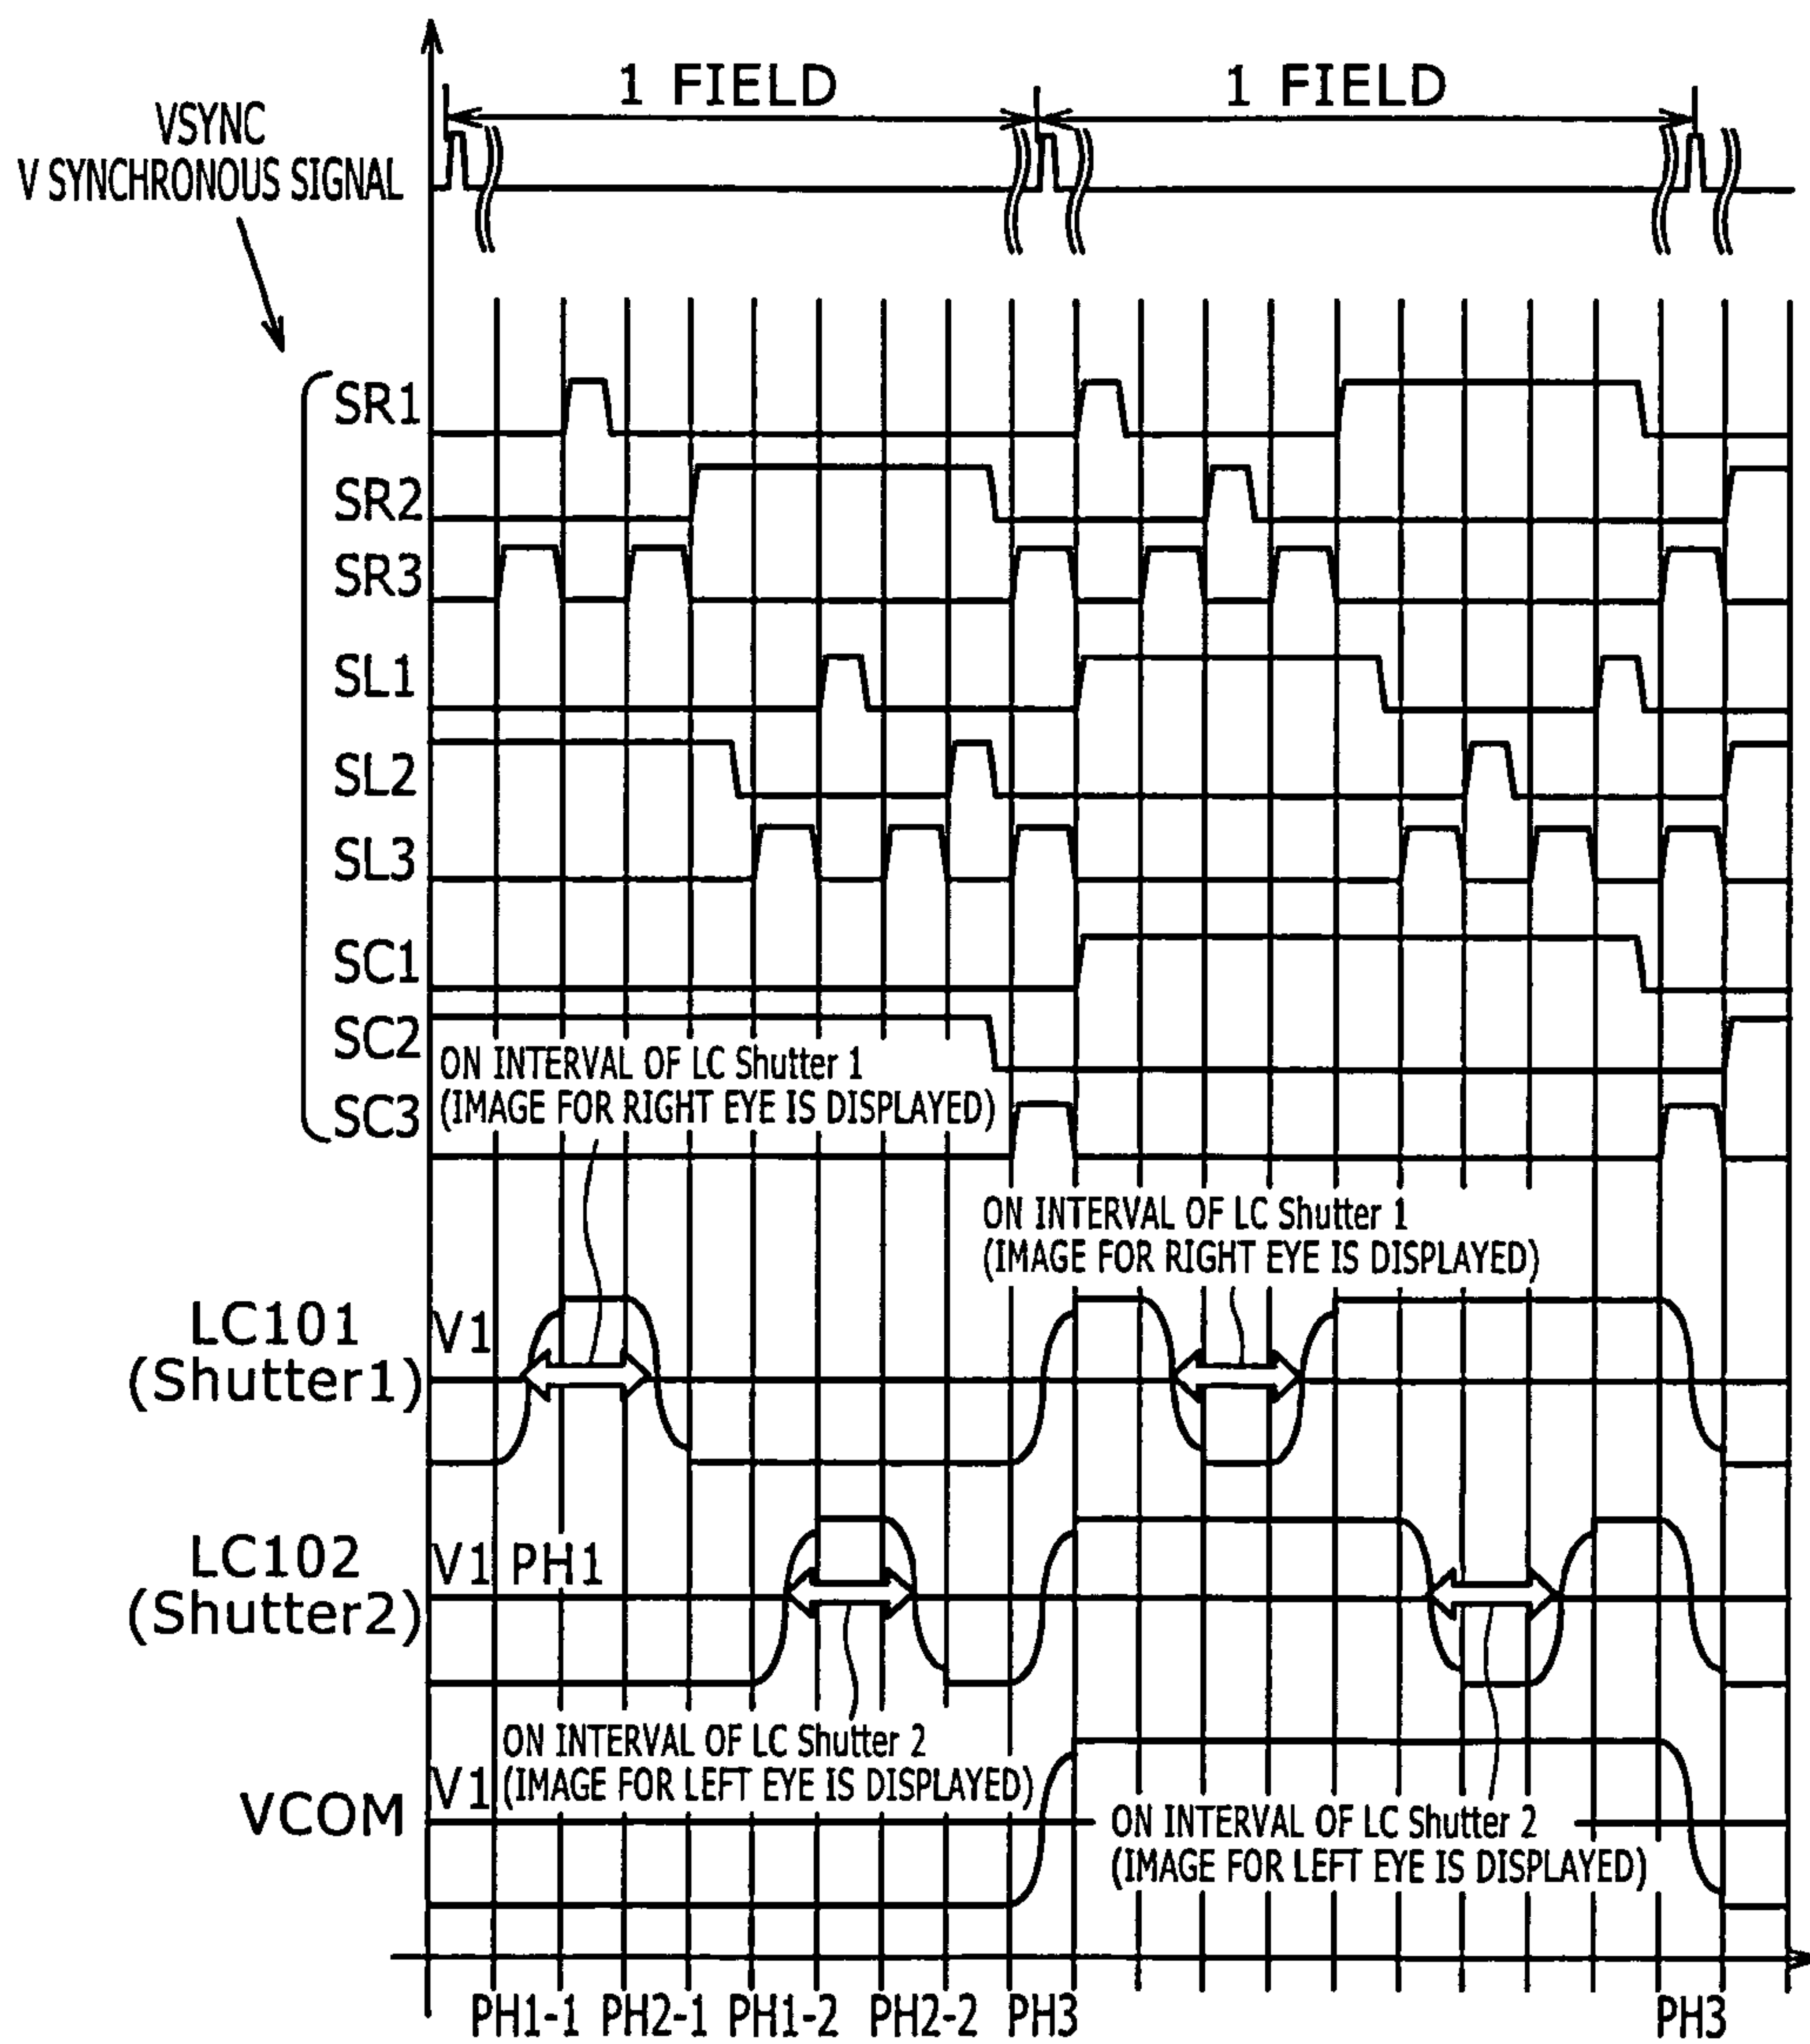 1 FIELD
1 FIELD
VSYNC
V SYNCHRONOUS SIGNAL
SR1
SR2
SR3
SL1
SL2
SL3
SC1
SC2
SC3
ON INTERVAL OF LC Shutter 1
(IMAGE FOR RIGHT EYE IS DISPLAYED)
ON INTERVAL OF LC Shutter 1
(IMAGE FOR RIGHT EYE IS DISPLAYED)
LC101
(Shutter1)
V1
LC102
(Shutter2)
V1 PH1
ON INTERVAL OF LC Shutter 2
(IMAGE FOR LEFT EYE IS DISPLAYED)
VCOM
V1
ON INTERVAL OF LC Shutter 2
(IMAGE FOR LEFT EYE IS DISPLAYED)
PH1-1 PH2-1 PH1-2 PH2-2 PH3 PH3